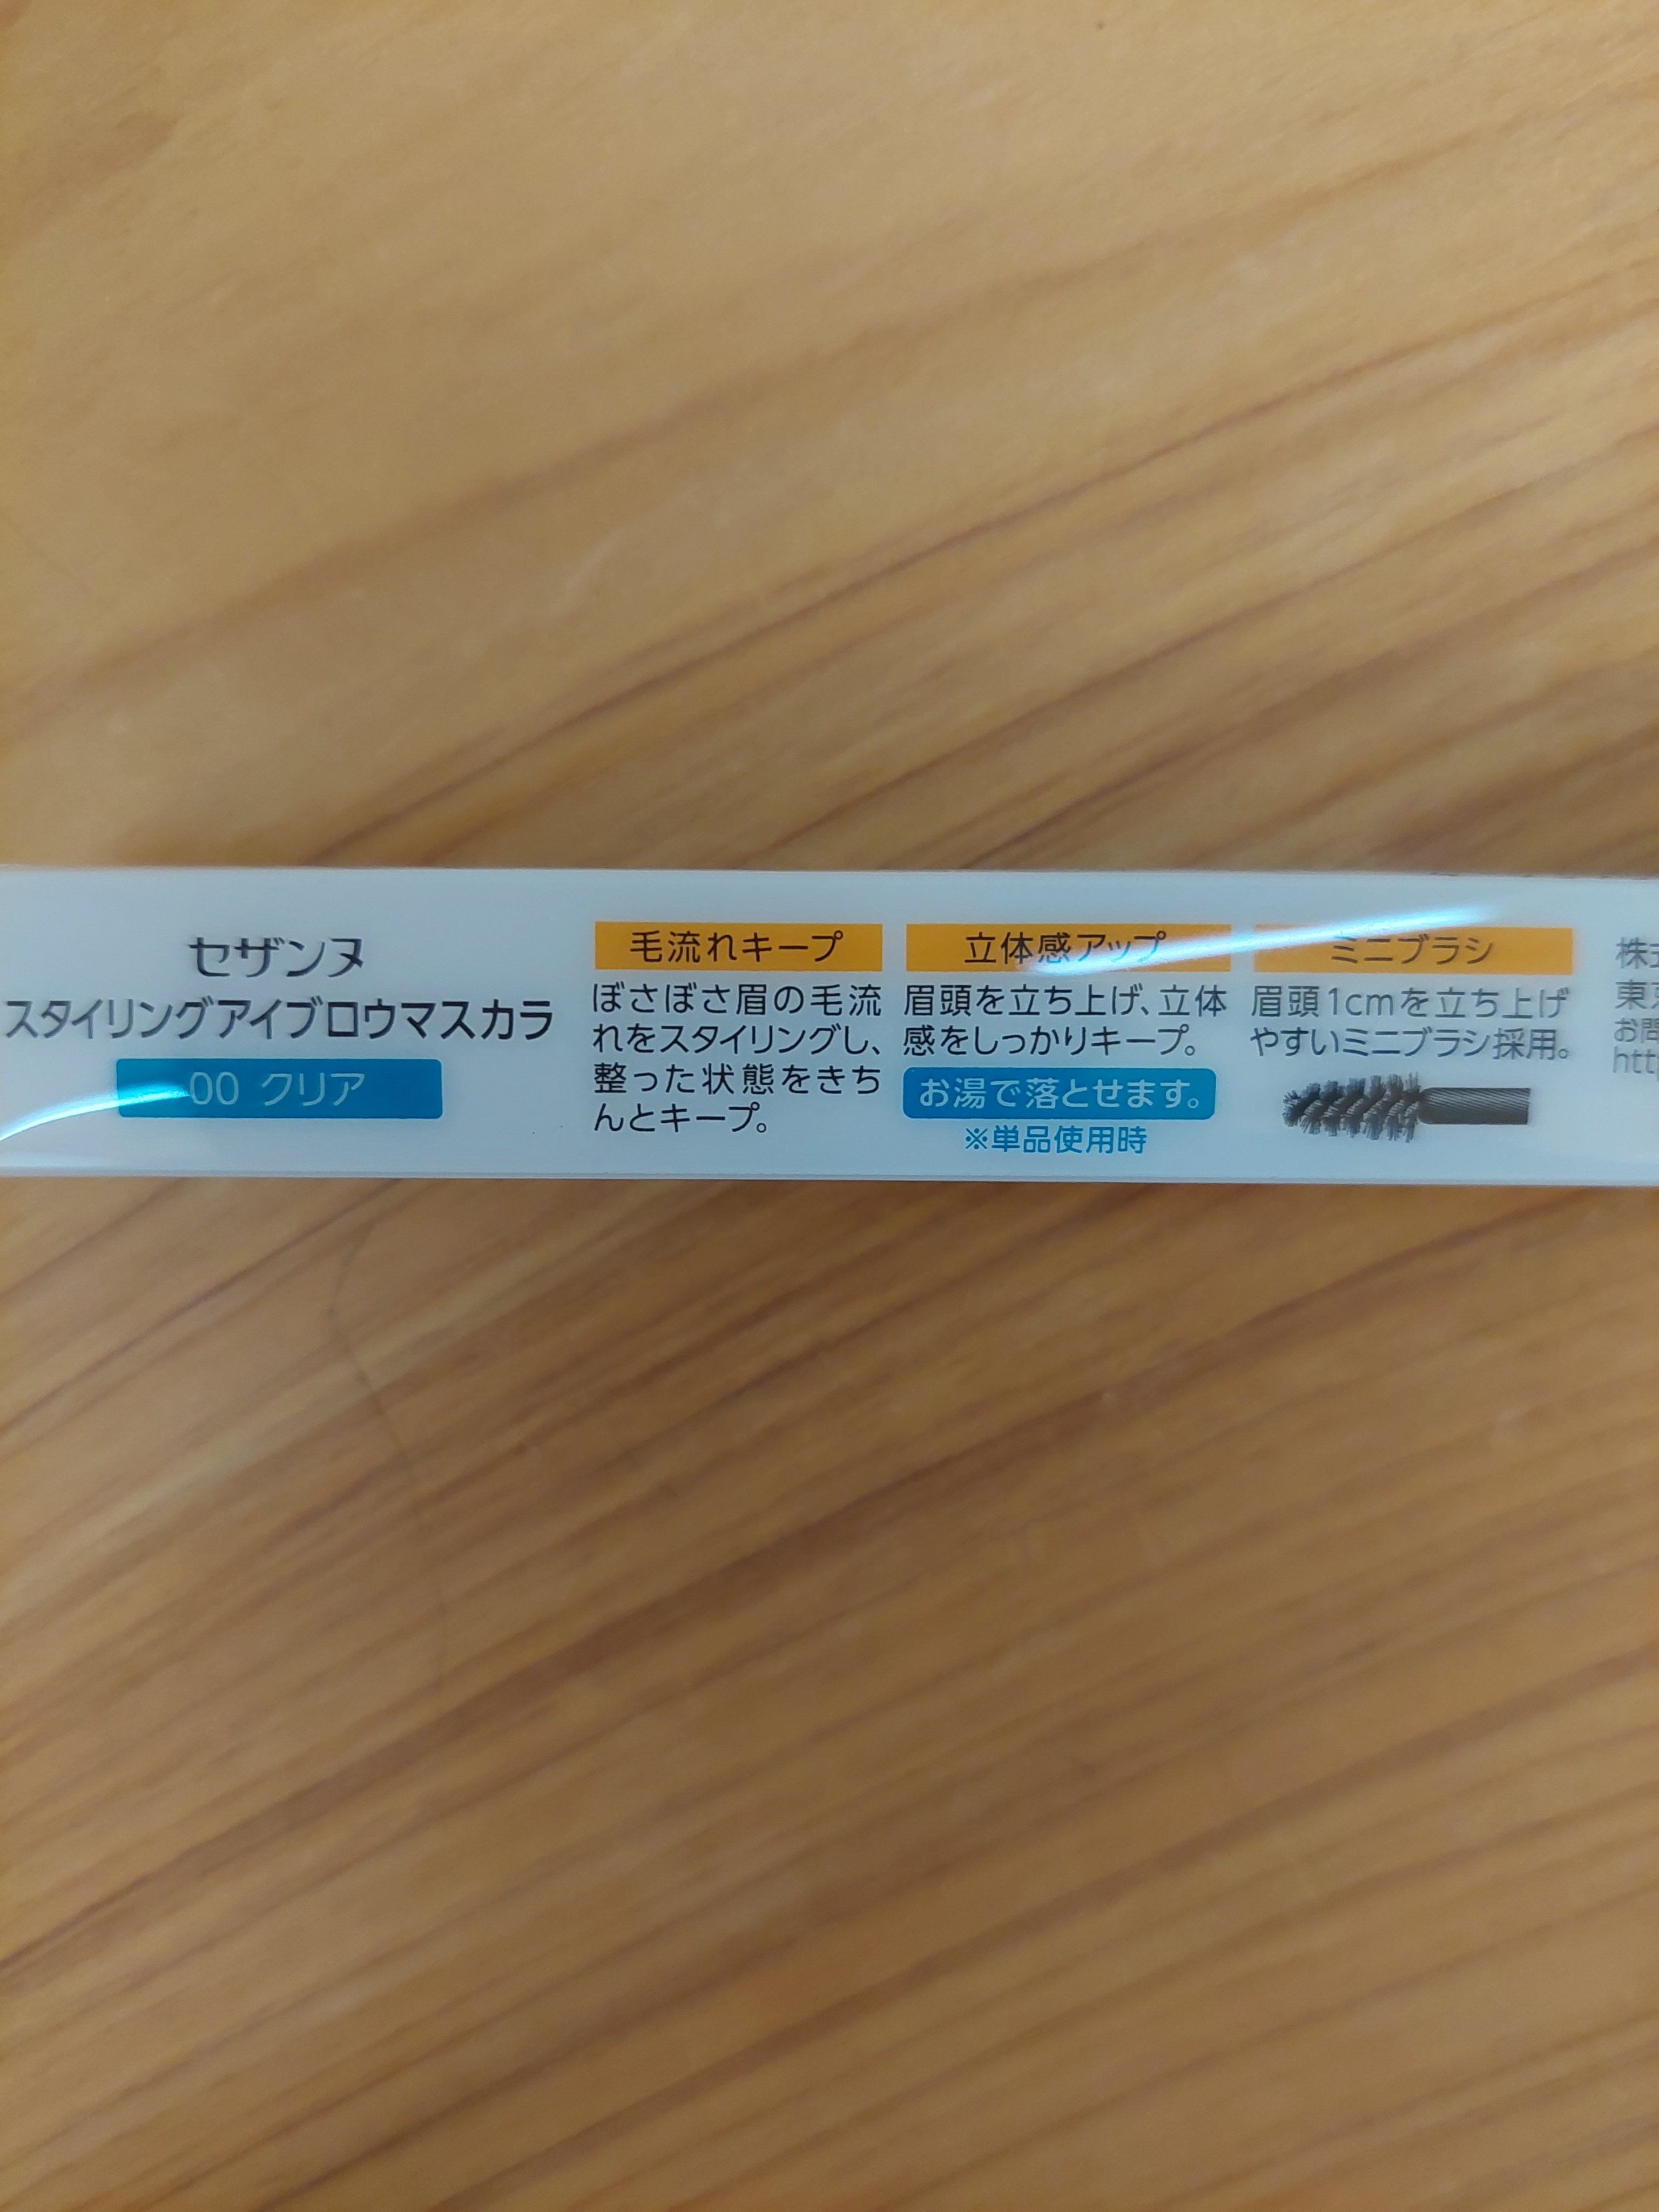 セザンヌ
スタイリングアイブロウマスカラ
00 クリア
毛流れキープ
ぼさぼさ眉の毛流
れをスタイリングし、
整った状態をきち
んとキープ。
立体感アップ
眉頭を立ち上げ、立体
感をしっかりキープ。
お湯で落とせます。
※単品使用時
ミニブラシ
眉頭1cmを立ち上げ
やすいミニブラシ採用。
株
東
お問
http